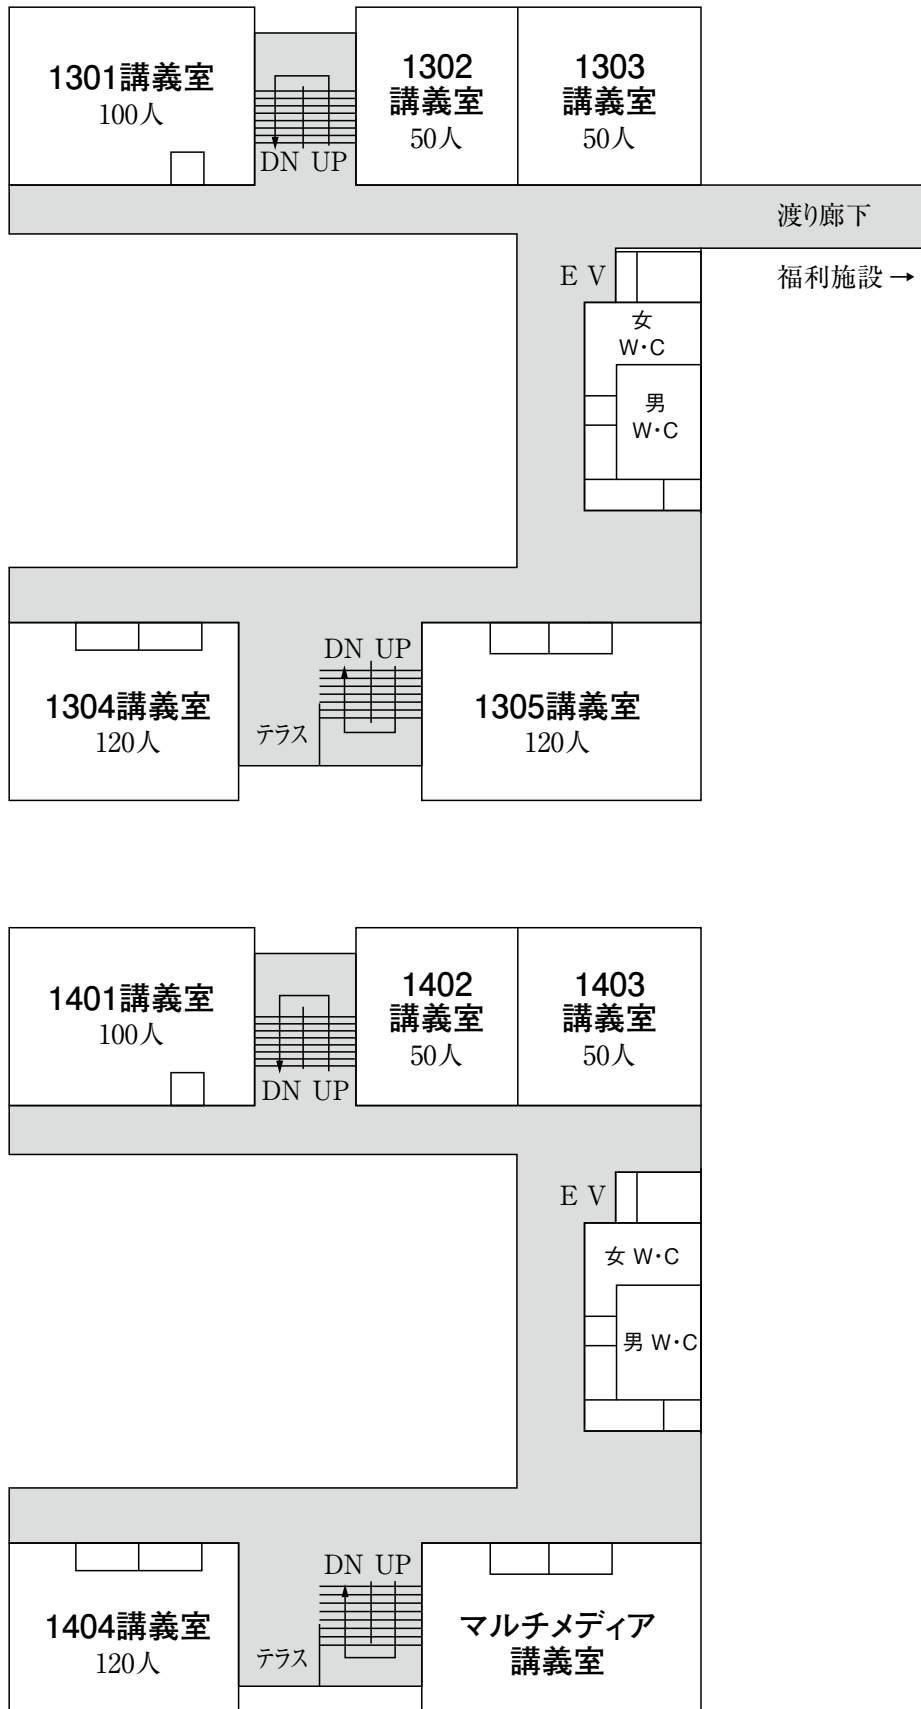 1301講義室
100人
DN UP
1302
講義室
50人
1303
講義室
50人
渡り廊下
福利施設 →
E V
女
W・C
男
W・C
DN UP
1304講義室
120人
テラス
1305講義室
120人
1401講義室
100人
DN UP
1402
講義室
50人
1403
講義室
50人
E V
女 W・C
男 W・C
DN UP
1404講義室
120人
テラス
マルチメディア
講義室